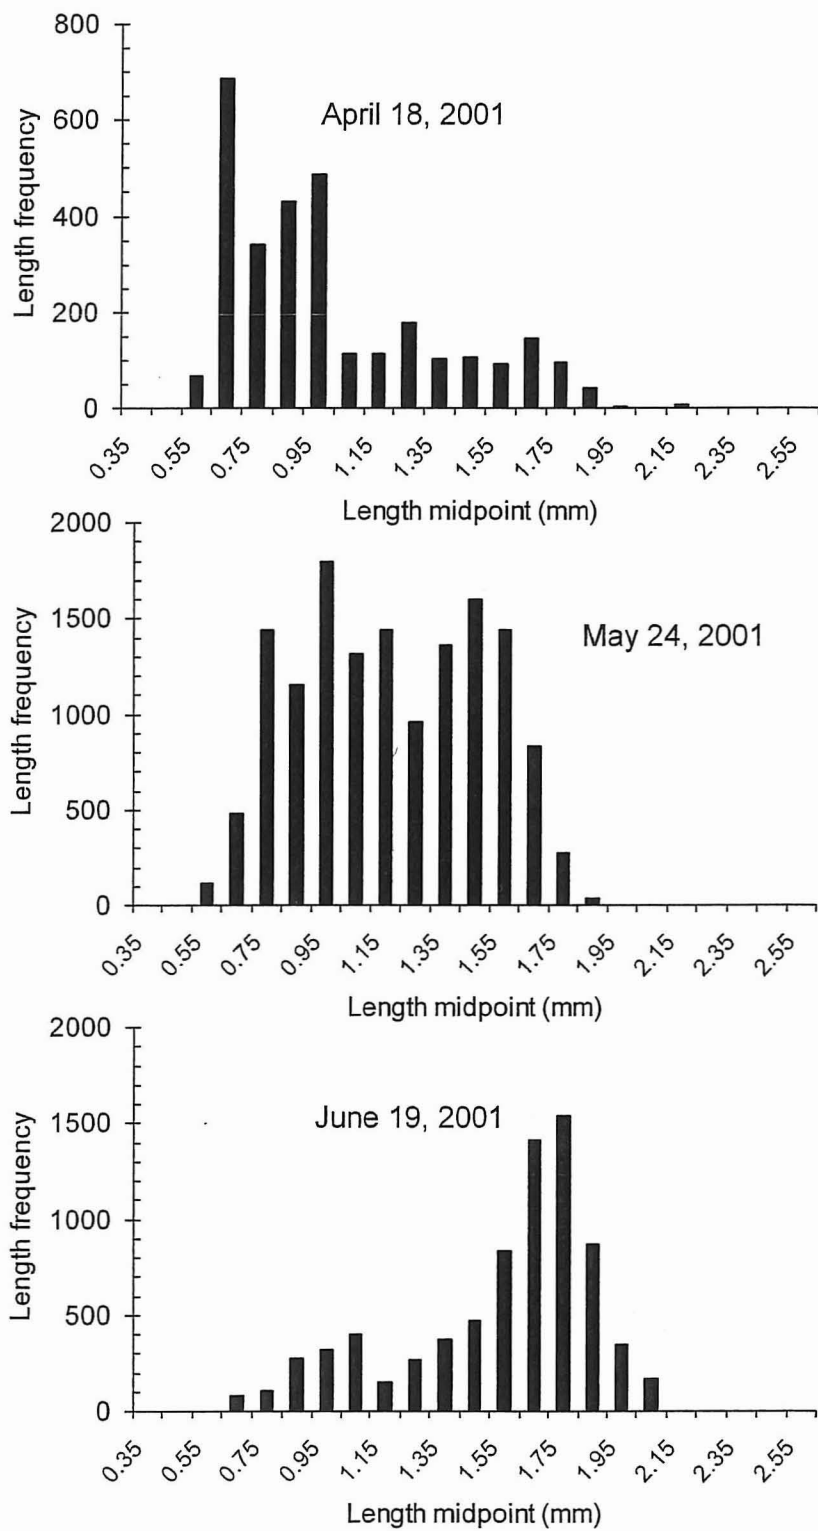 800
600
400
200
0
Length frequency
April 18, 2001
0.35 0.55 0.75 0.95 1.15 1.35 1.55 1.75 1.95 2.15 2.35 2.55
Length midpoint (mm)
2000
1500
1000
500
0
Length frequency
May 24, 2001
0.35 0.55 0.75 0.95 1.15 1.35 1.55 1.75 1.95 2.15 2.35 2.55
Length midpoint (mm)
2000
1500
1000
500
0
Length frequency
June 19, 2001
0.35 0.55 0.75 0.95 1.15 1.35 1.55 1.75 1.95 2.15 2.35 2.55
Length midpoint (mm)